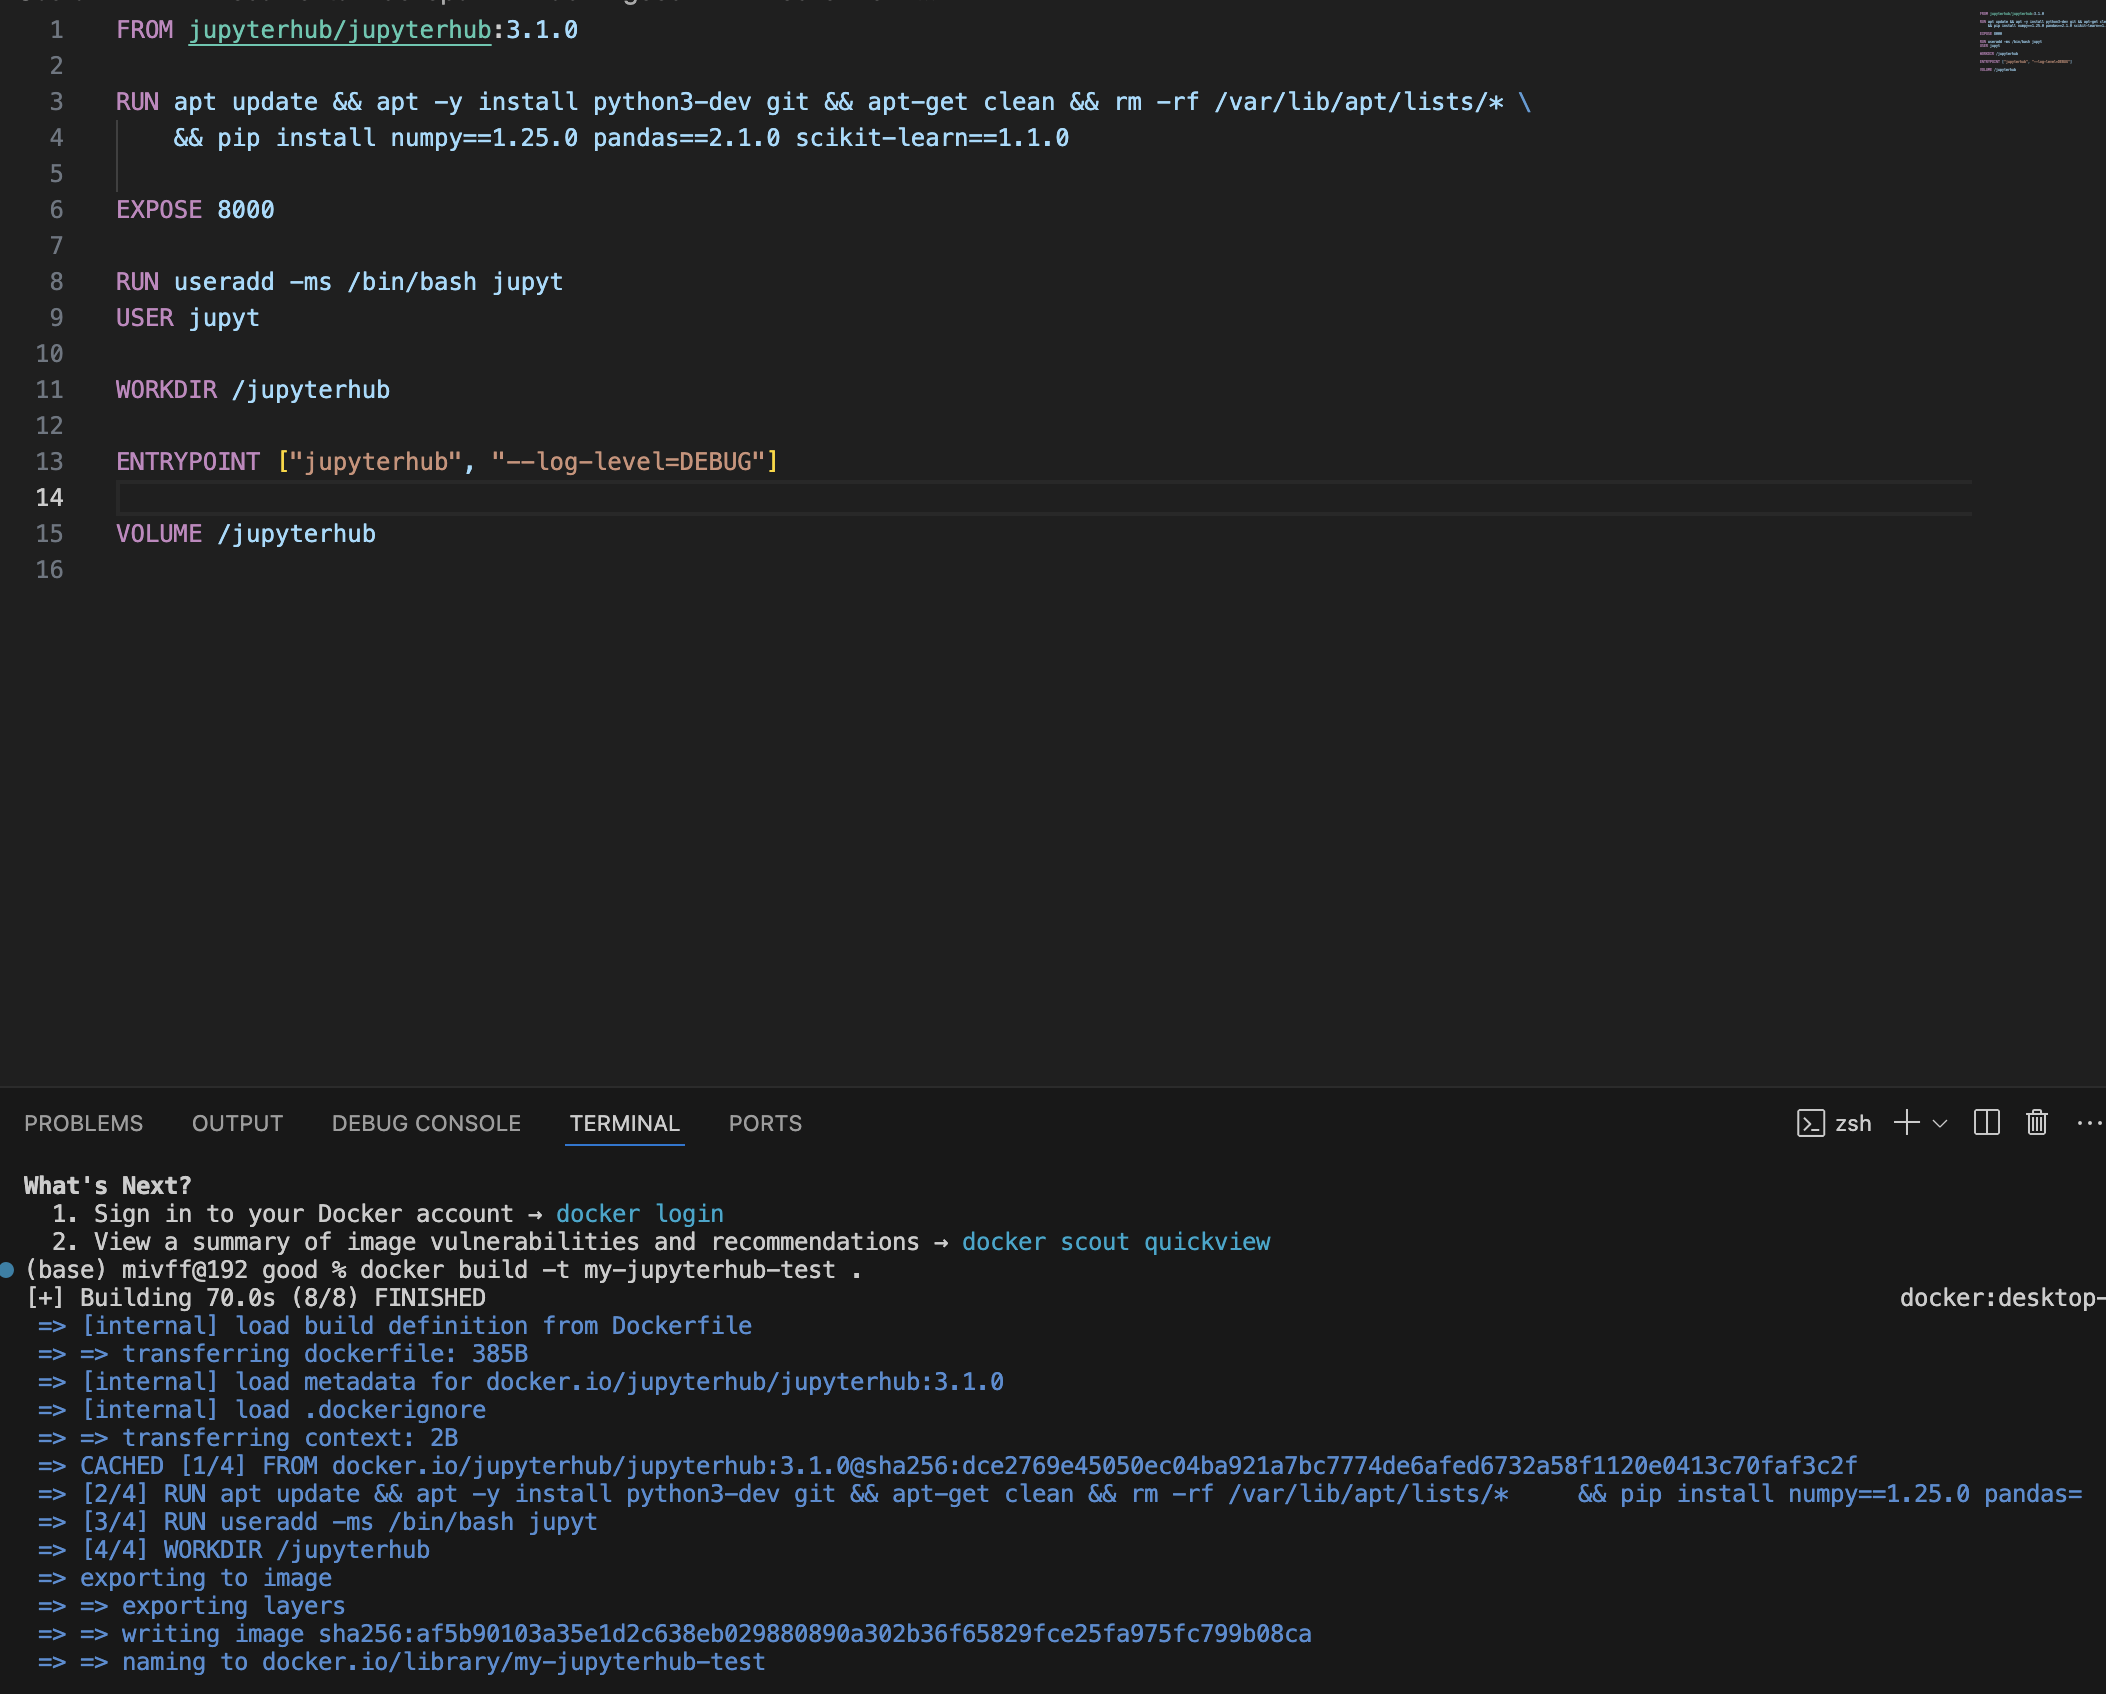 1 FROM jupyterhub/jupyterhub:3.1.0
2
3 RUN apt update && apt -y install python3-dev git && apt-get clean && rm -rf /var/lib/apt/lists/* \
4 && pip install numpy==1.25.0 pandas==2.1.0 scikit-learn==1.1.0
5
6 EXPOSE 8000
7
8 RUN useradd -ms /bin/bash jupyt
9 USER jupyt
10
11 WORKDIR /jupyterhub
12
13 ENTRYPOINT ["jupyterhub", "--log-level=DEBUG"]
14
15 VOLUME /jupyterhub
16
PROBLEMS OUTPUT DEBUG CONSOLE TERMINAL PORTS zsh
What's Next?
1. Sign in to your Docker account → docker login
2. View a summary of image vulnerabilities and recommendations → docker scout quickview
(base) mivff@192 good % docker build -t my-jupyterhub-test .
[+] Building 70.0s (8/8) FINISHED docker:desktop-
=> [internal] load build definition from Dockerfile
=> => transferring dockerfile: 385B
=> [internal] load metadata for docker.io/jupyterhub/jupyterhub:3.1.0
=> [internal] load .dockerignore
=> => transferring context: 2B
=> CACHED [1/4] FROM docker.io/jupyterhub/jupyterhub:3.1.0@sha256:dce2769e45050ec04ba921a7bc7774de6afed6732a58f1120e0413c70faf3c2f
=> [2/4] RUN apt update && apt -y install python3-dev git && apt-get clean && rm -rf /var/lib/apt/lists/* && pip install numpy==1.25.0 pandas=
=> [3/4] RUN useradd -ms /bin/bash jupyt
=> [4/4] WORKDIR /jupyterhub
=> exporting to image
=> => exporting layers
=> => writing image sha256:af5b90103a35e1d2c638eb029880890a302b36f65829fce25fa975fc799b08ca
=> => naming to docker.io/library/my-jupyterhub-test